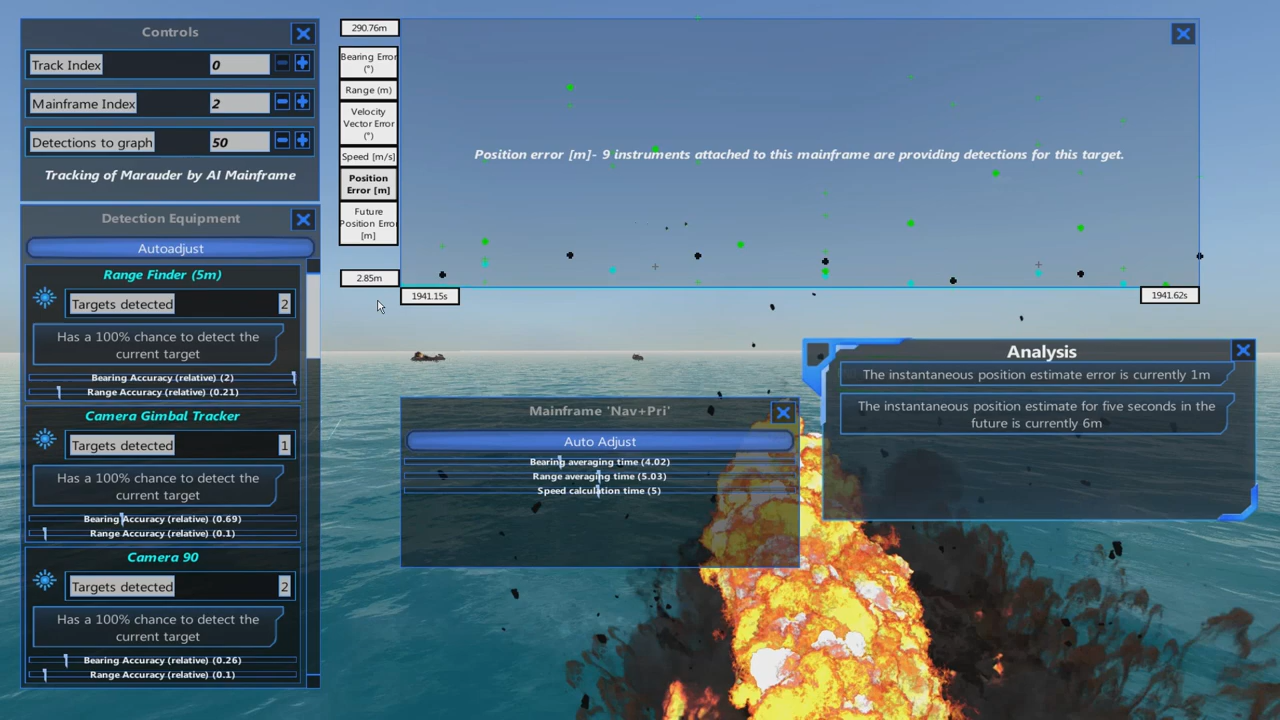 Controls
Track Index
0
Mainframe Index
2
Detections to graph
50
Tracking of Marauder by AI Mainframe
Detection Equipment
Autoadjust
Range Finder (5m)
Targets detected
2
Has a 100% chance to detect the
current target
Bearing Accuracy (relative) (2)
Range Accuracy (relative) (0.21)
Camera Gimbal Tracker
Targets detected
1
Has a 100% chance to detect the
current target
Bearing Accuracy (relative) (0.69)
Range Accuracy (relative) (0.1)
Camera 90
Targets detected
2
Has a 100% chance to detect the
current target
Bearing Accuracy (relative) (0.26)
Range Accuracy (relative) (0.1)
290.76m
Bearing Error
(°)
Range (m)
Velocity
Vector Error
(°)
Speed [m/s]
Position
Error [m]
Future
Position Error
[m]
2.85m
Position error [m]- 9 instruments attached to this mainframe are providing detections for this target.
1941.15s
1941.62s
Mainframe 'Nav+Pri'
Auto Adjust
Bearing averaging time (4.02)
Range averaging time (5.03)
Speed calculation time (5)
Analysis
The instantaneous position estimate error is currently 1m
The instantaneous position estimate for five seconds in the
future is currently 6m